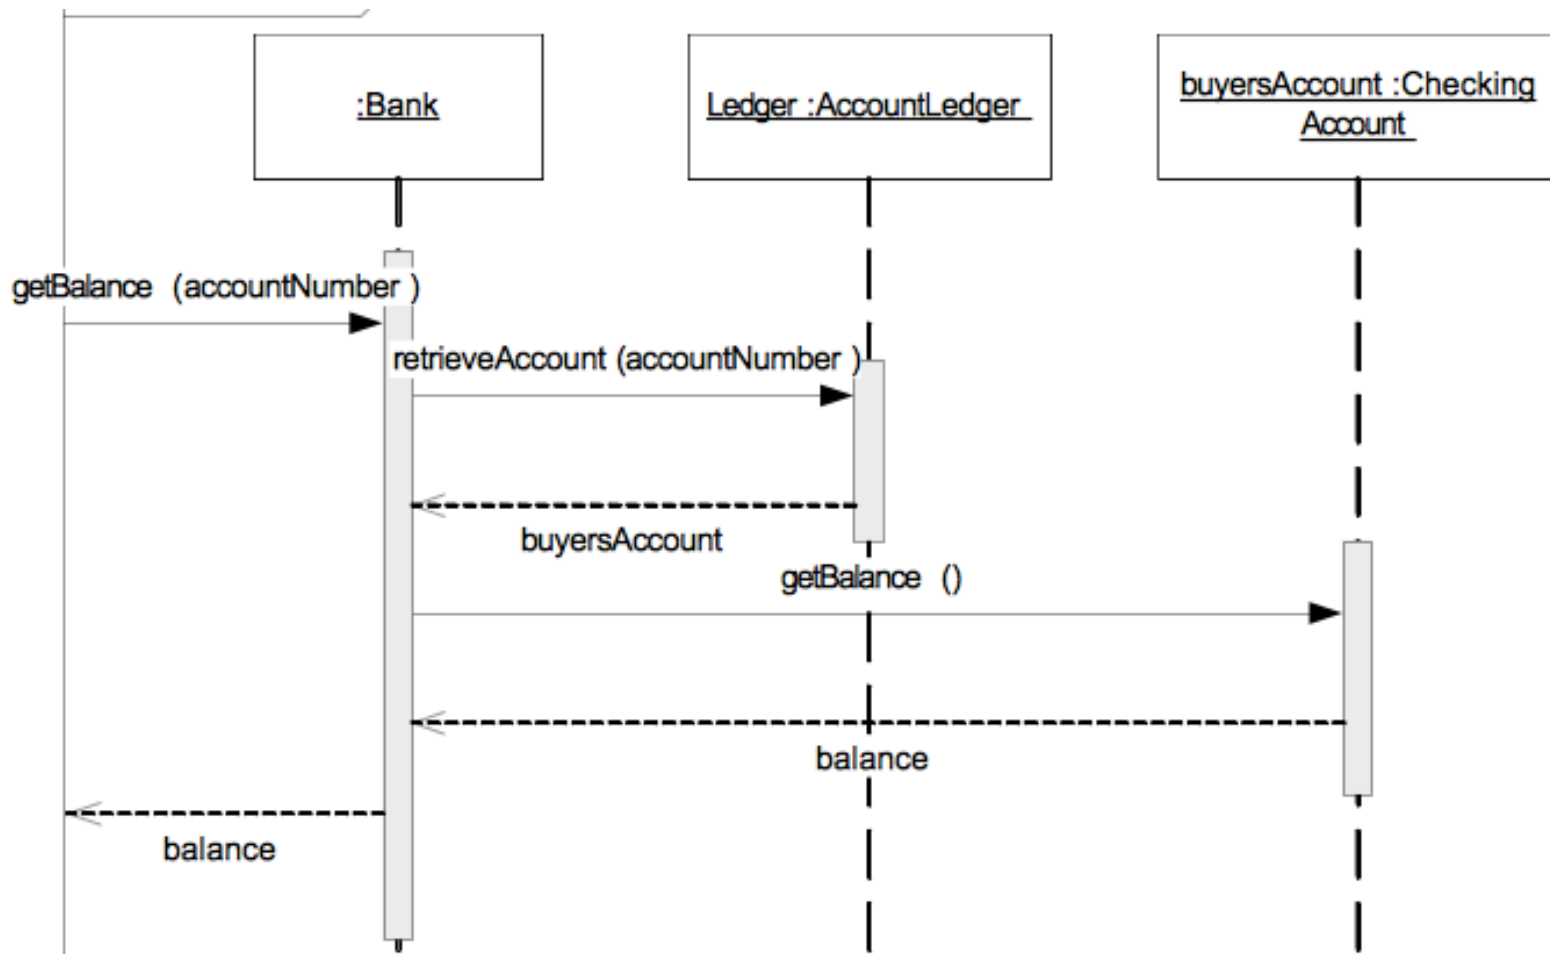 :Bank
Ledger :AccountLedger
buyersAccount :Checking
Account
getBalance (accountNumber )
retrieveAccount (accountNumber )
buyersAccount
getBalance ()
balance
balance